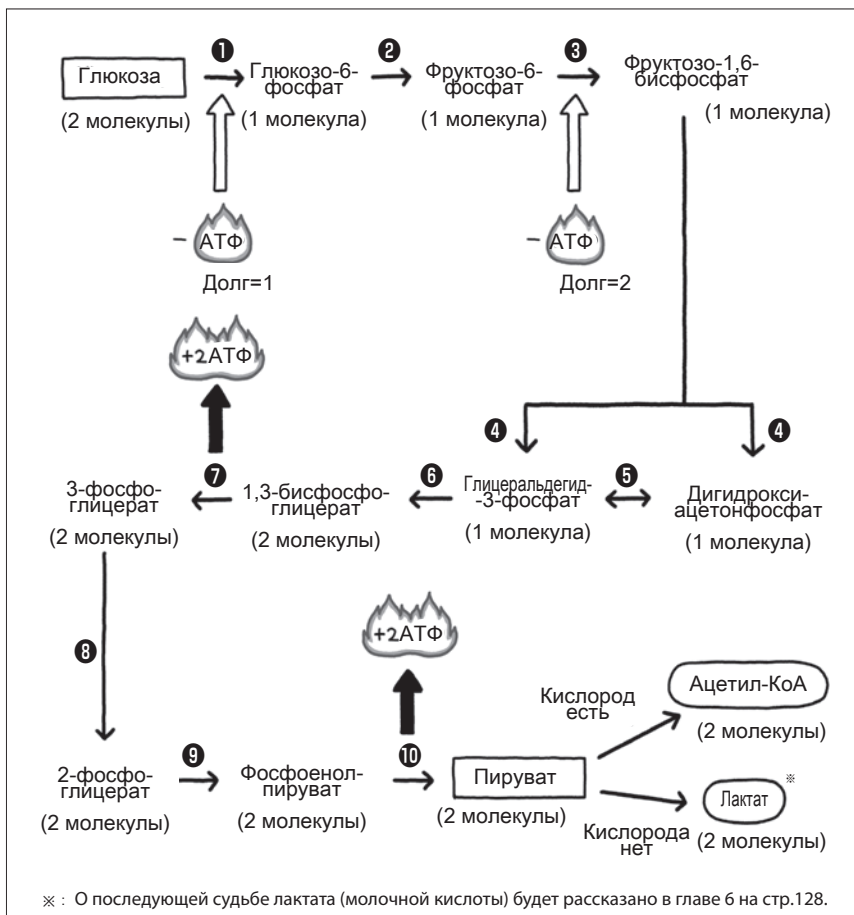 ❶ ❷ ❸
Глюкоза
Глюкозо-6-
фосфат
Фруктозо-6-
фосфат
Фруктозо-1,6-
бисфосфат
(2 молекулы)
(1 молекула)
(1 молекула)
(1 молекула)
– АТФ
– АТФ
Долг=1
Долг=2
+2АТФ
❹ ❹
❼ ❻ ❺
3-фосфо-
глицерат
(2 молекулы)
1,3-бисфосфо-
глицерат
(2 молекулы)
Глицеральдегид-
-3-фосфат
(1 молекула)
Дигидрокси-
ацетонфосфат
(1 молекула)
+2АТФ
❽
Кислород
есть
Ацетил-КоА
(2 молекулы)
❾ ❿
2-фосфо-
глицерат
(2 молекулы)
Фосфоенол-
пируват
(2 молекулы)
Пируват
(2 молекулы)
Кислорода
нет
Лактат ※
(2 молекулы)
※ : О последующей судьбе лактата (молочной кислоты) будет рассказано в главе 6 на стр.128.